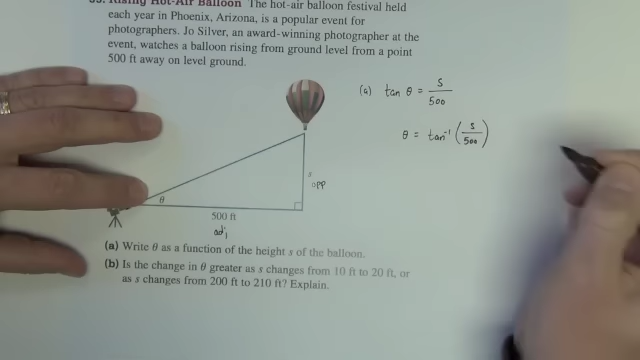 Rising Hot-Air Balloon The hot-air balloon festival held
each year in Phoenix, Arizona, is a popular event for
photographers. Jo Silver, an award-winning photographer at the
event, watches a balloon rising from ground level from a point
500 ft away on level ground.
(a) tan θ = s/500
θ = tan⁻¹(s/500)
s
opp
θ
500 ft
adj
(a) Write θ as a function of the height s of the balloon.
(b) Is the change in θ greater as s changes from 10 ft to 20 ft, or
as s changes from 200 ft to 210 ft? Explain.